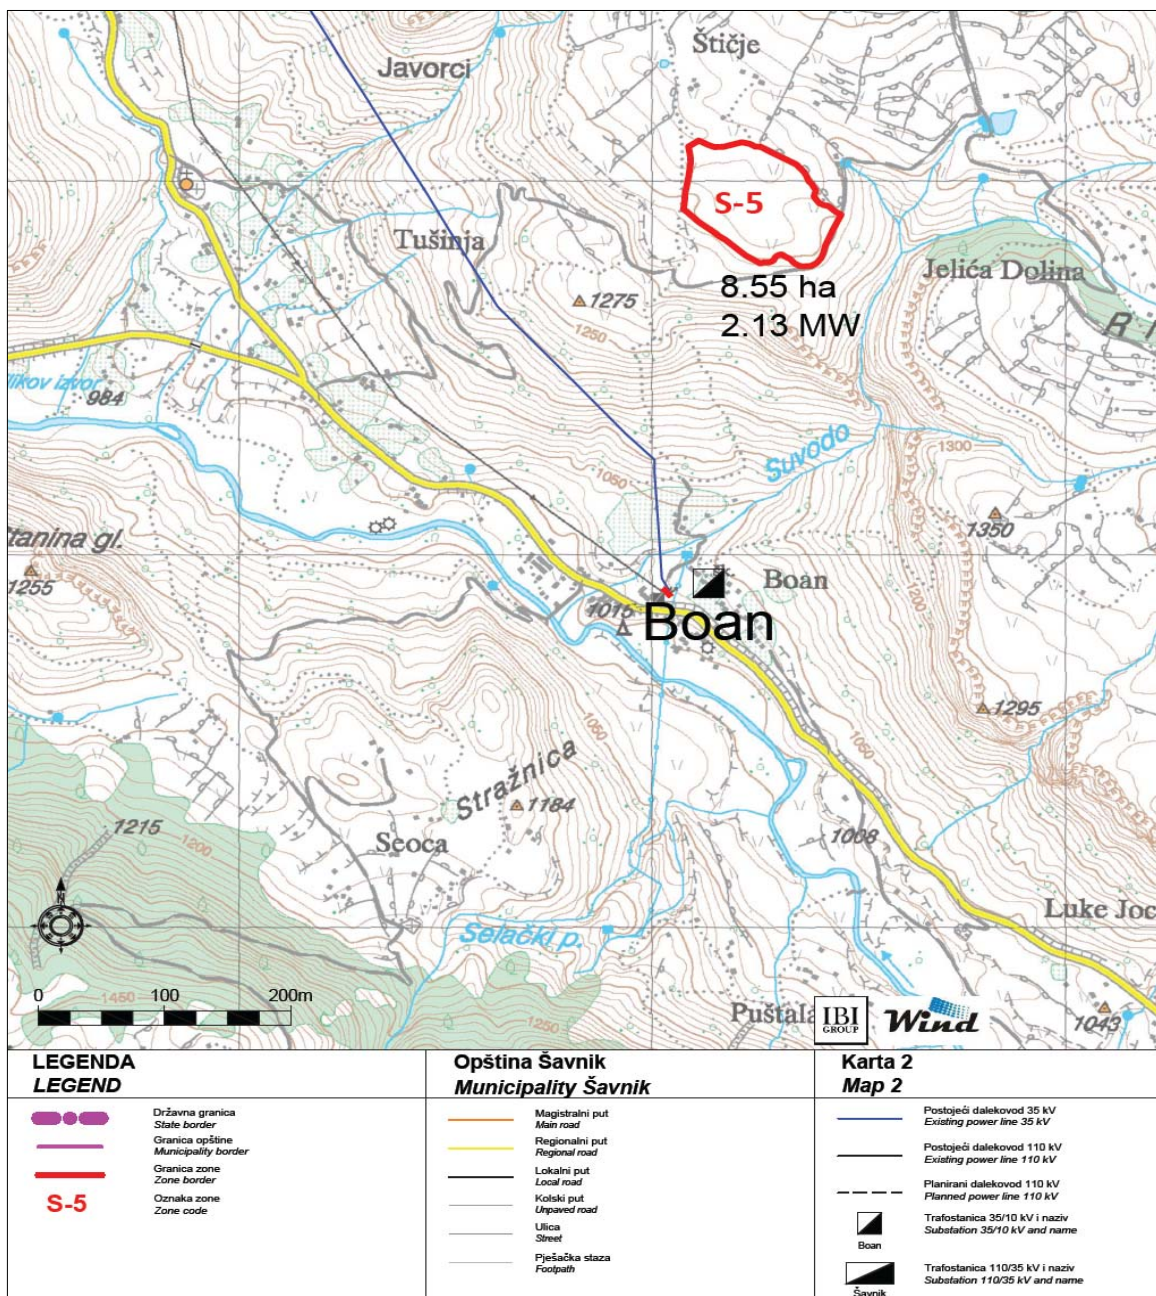 Štičje
Javorci
S-5
Tušinja
Jelića Dolina
8.55 ha
2.13 MW
1275
1250
likov izvor
984
Suvodo
1300
1050
1350
tanina gl.
1255
Boan
1200
1015
Boan
1295
1050
1050
Stražnica
1184
1215
1200
Seoca
1008
Luke Joc
Selački p.
N
0 100 200m
1450
1250
Puštala
IBI
GROUP
Wind
1043
LEGENDA
LEGEND
Državna granica
State border
Granica opštine
Municipality border
Granica zone
Zone border
S-5
Oznaka zone
Zone code
Opština Šavnik
Municipality Šavnik
Magistralni put
Main road
Regionalni put
Regional road
Lokalni put
Local road
Kolski put
Unpaved road
Ulica
Street
Pješačka staza
Footpath
Karta 2
Map 2
Postojeći dalekovod 35 kV
Existing power line 35 kV
Postojeći dalekovod 110 kV
Existing power line 110 kV
Planirani dalekovod 110 kV
Planned power line 110 kV
Trafostanica 35/10 kV i naziv
Substation 35/10 kV and name
Boan
Trafostanica 110/35 kV i naziv
Substation 110/35 kV and name
Šavnik